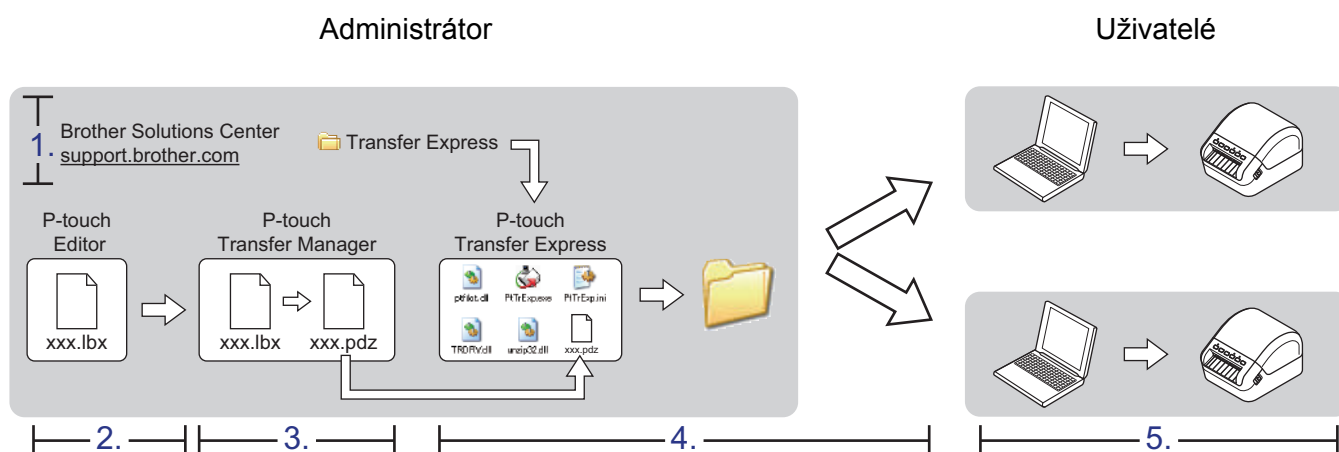 Administrátor
Uživatelé
1.
Brother Solutions Center
support.brother.com
Transfer Express
P-touch
Editor
P-touch
Transfer Manager
P-touch
Transfer Express
xxx.lbx
xxx.lbx
xxx.pdz
ptfilot.dll
PtTrExp.exe
PtTrExp.ini
TRDRV.dll
unzip32.dll
xxx.pdz
2.
3.
4.
5.